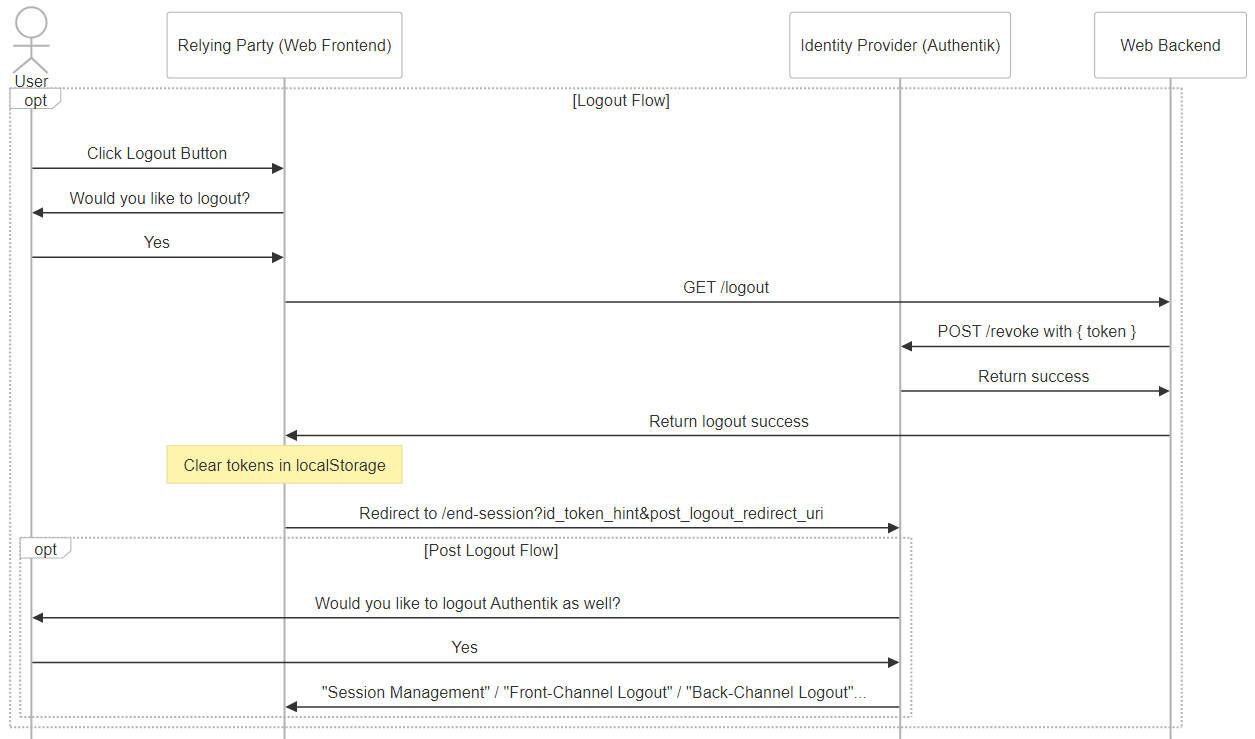 User
Relying Party (Web Frontend)
Identity Provider (Authentik)
Web Backend
opt
[Logout Flow]
Click Logout Button
Would you like to logout?
Yes
GET /logout
POST /revoke with { token }
Return success
Return logout success
Clear tokens in localStorage
Redirect to /end-session?id_token_hint&post_logout_redirect_uri
opt
[Post Logout Flow]
Would you like to logout Authentik as well?
Yes
"Session Management" / "Front-Channel Logout" / "Back-Channel Logout"...